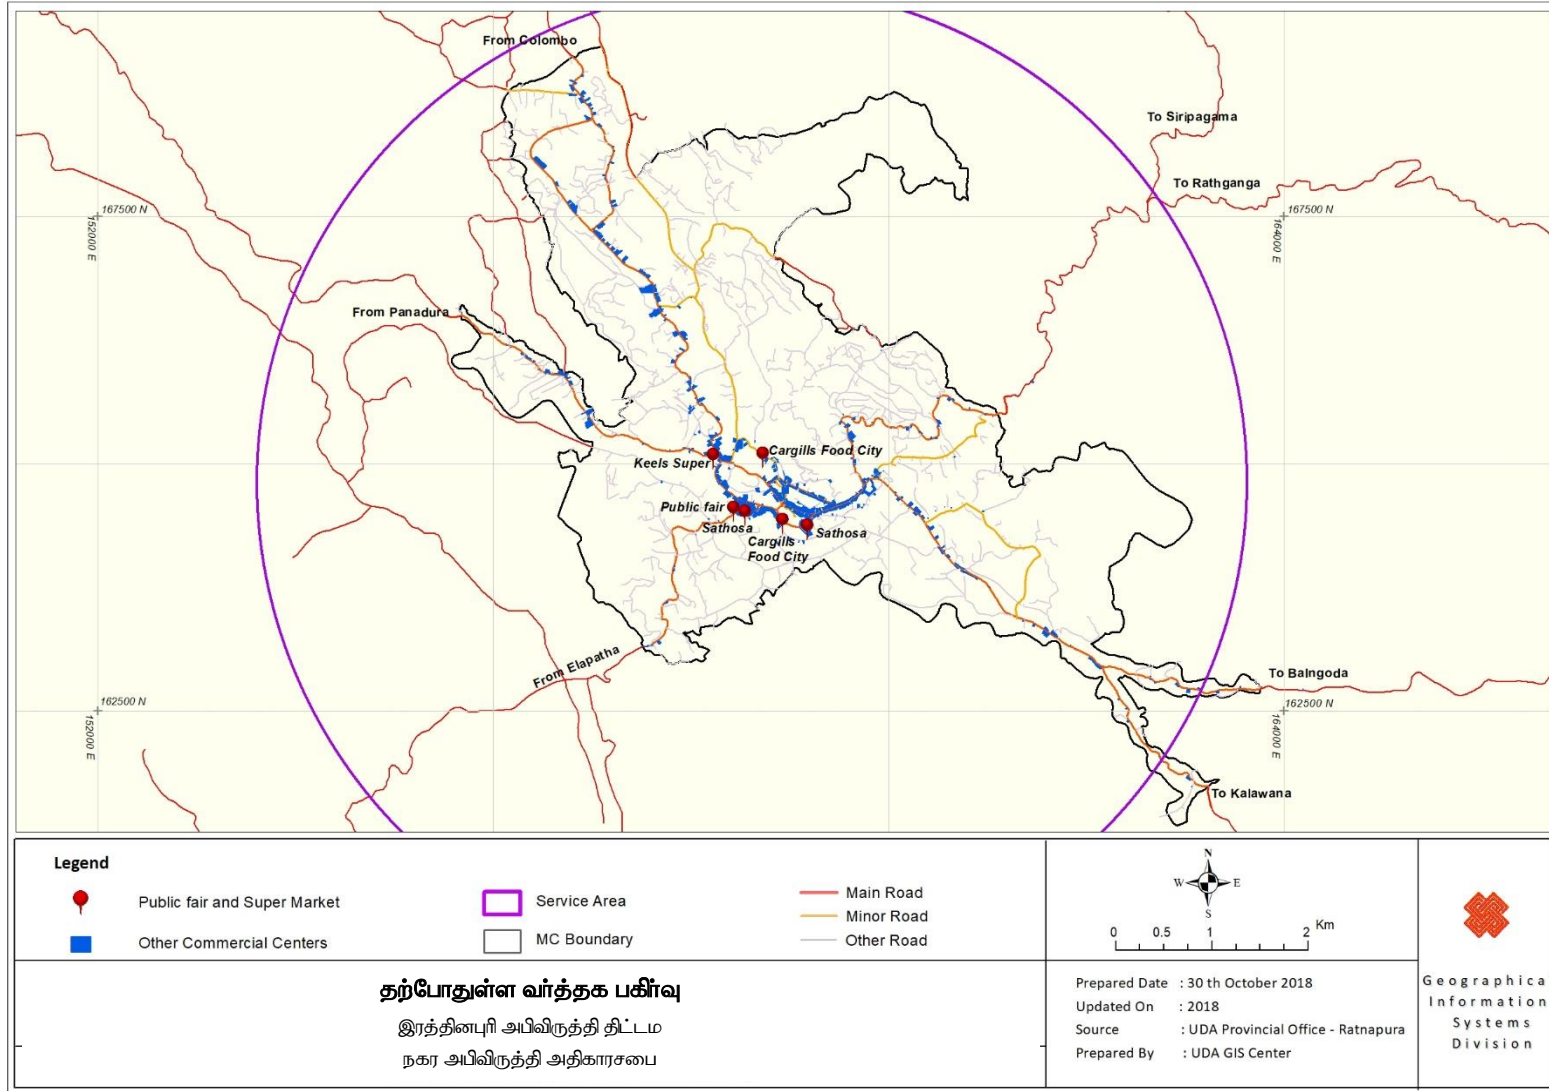 From Colombo
To Siripagama
To Rathganga
167500 N
167500 N
152000 E
164000 E
From Panadura
Cargills Food City
Keels Super
Public fair
Sathosa
Sathosa
Cargills
Food City
From Elapatha
To Balngoda
162500 N
162500 N
152000 E
164000 E
To Kalawana
Legend
Public fair and Super Market
Other Commercial Centers
Service Area
MC Boundary
Main Road
Minor Road
Other Road
N
W E
S
0 0.5 1 2 Km
தற்போதுள்ள வர்த்தக பகிர்வு
இரத்தினபுரி அபிவிருத்தி திட்டம
நகர அபிவிருத்தி அதிகாரசபை
Prepared Date : 30 th October 2018
Updated On : 2018
Source : UDA Provincial Office - Ratnapura
Prepared By : UDA GIS Center
Geographica
Information
Systems
Division